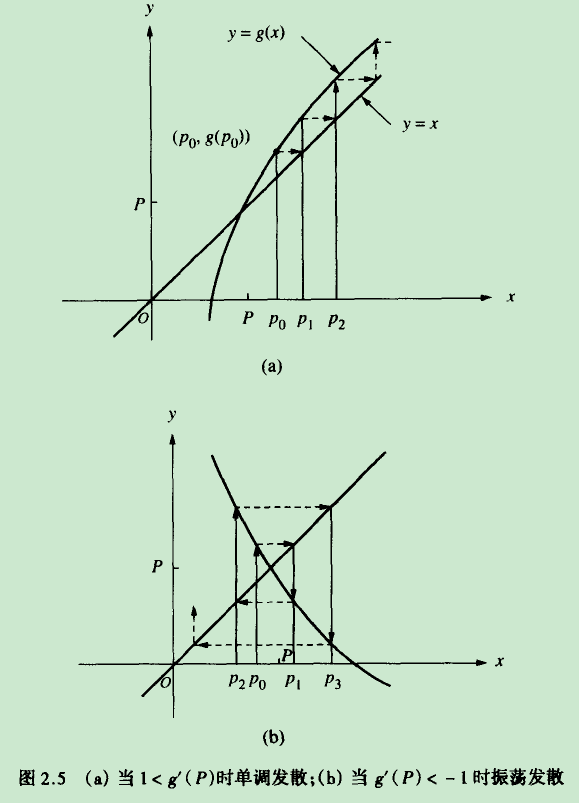 y
y = g(x)
y = x
(p₀, g(p₀))
P
O
P p₀ p₁ p₂
x
(a)
y
P
P
x
O
p₂ p₀ p₁ p₃
(b)
图 2.5 (a) 当 1 < g′(P)时单调发散;(b) 当 g′(P) < -1 时振荡发散